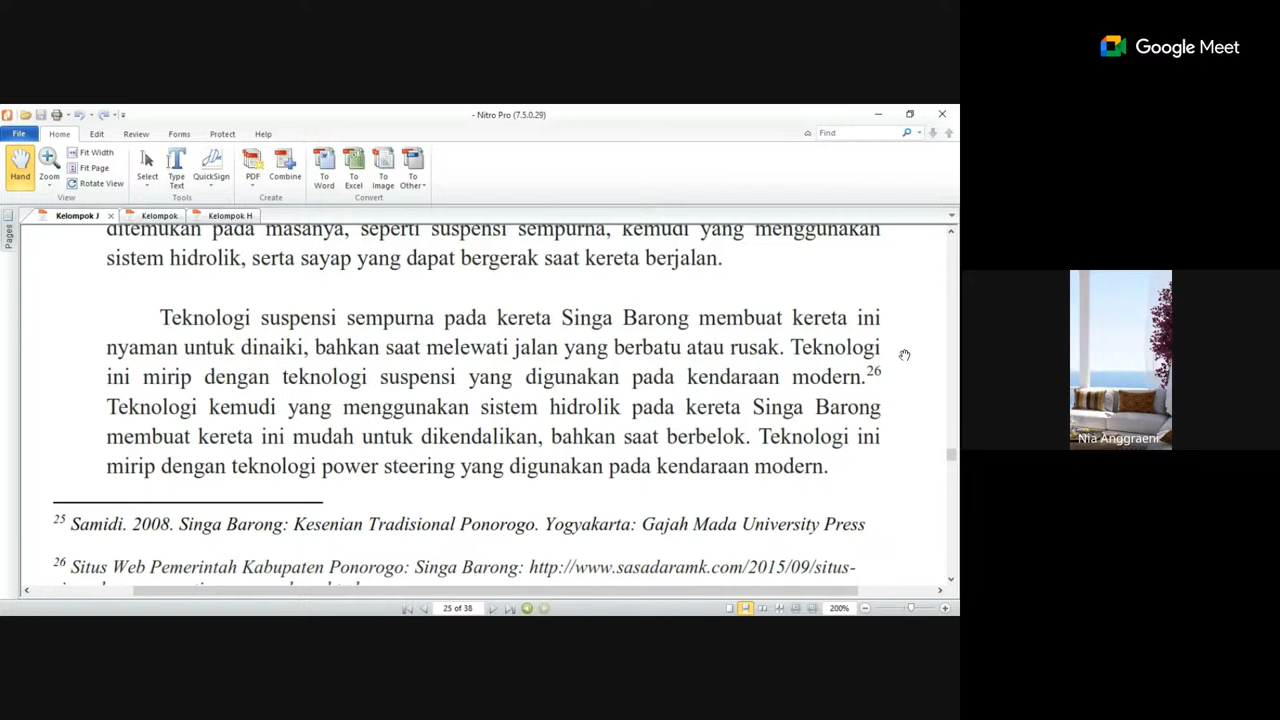 Google Meet
- Nitro Pro (7.5.0.29)
File Home Edit Review Forms Protect Help Find
Hand Zoom Fit Width Fit Page Rotate View Select Type Text QuickSign PDF Combine To Word To Excel To Image To Other
View Tools Create Convert
Kelompok J Kelompok Kelompok H
Pages
ditemukan pada masanya, seperti suspensi sempurna, kemudi yang menggunakan
sistem hidrolik, serta sayap yang dapat bergerak saat kereta berjalan.
Teknologi suspensi sempurna pada kereta Singa Barong membuat kereta ini
nyaman untuk dinaiki, bahkan saat melewati jalan yang berbatu atau rusak. Teknologi
ini mirip dengan teknologi suspensi yang digunakan pada kendaraan modern.26
Teknologi kemudi yang menggunakan sistem hidrolik pada kereta Singa Barong
membuat kereta ini mudah untuk dikendalikan, bahkan saat berbelok. Teknologi ini
mirip dengan teknologi power steering yang digunakan pada kendaraan modern.
25 Samidi. 2008. Singa Barong: Kesenian Tradisional Ponorogo. Yogyakarta: Gajah Mada University Press
26 Situs Web Pemerintah Kabupaten Ponorogo: Singa Barong: http://www.sasadaramk.com/2015/09/situs-
25 of 38 200%
Nia Anggraeni